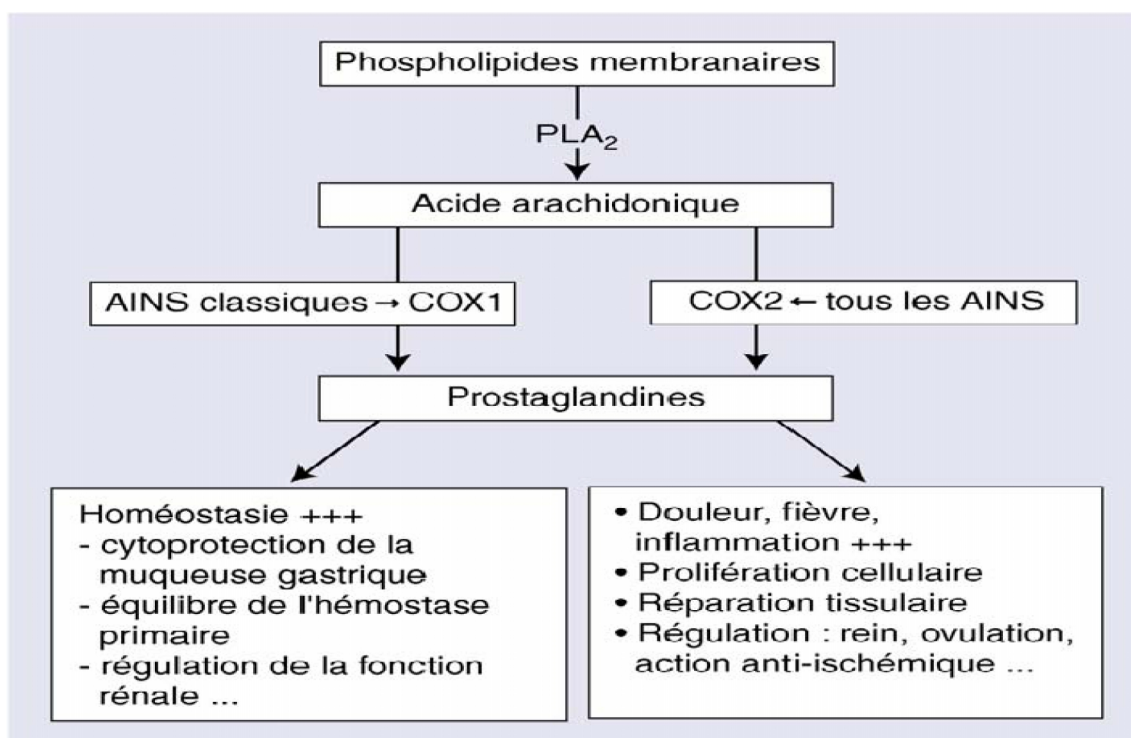 Phospholipides membranaires
PLA₂
Acide arachidonique
AINS classiques → COX1
COX2 ← tous les AINS
Prostaglandines
Homéostasie +++
- cytoprotection de la
muqueuse gastrique
- équilibre de l'hémostase
primaire
- régulation de la fonction
rénale ...
• Douleur, fièvre,
inflammation +++
• Prolifération cellulaire
• Réparation tissulaire
• Régulation : rein, ovulation,
action anti-ischémique ...